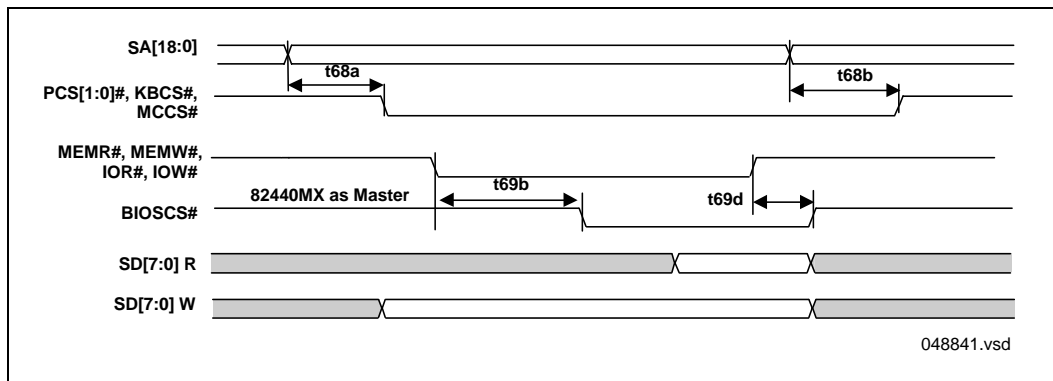 SA[18:0]
t68a
t68b
PCS[1:0]#, KBCS#,
MCCS#
MEMR#, MEMW#,
IOR#, IOW#
82440MX as Master
t69b
t69d
BIOSCS#
SD[7:0] R
SD[7:0] W
048841.vsd